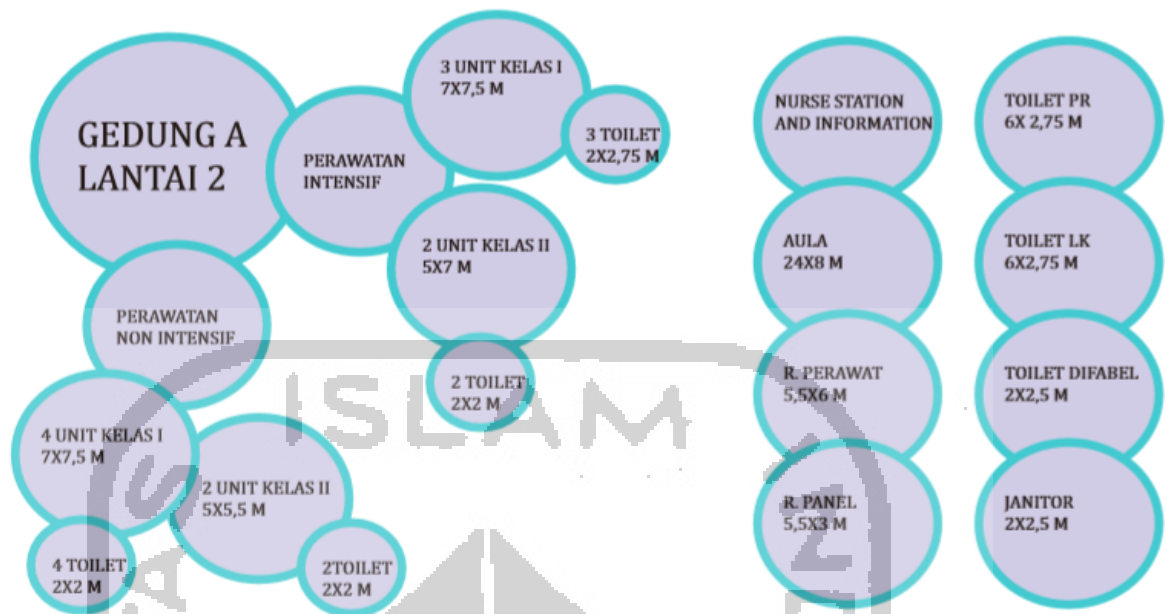 GEDUNG A
LANTAI 2
PERAWATAN
INTENSIF
3 UNIT KELAS I
7X7,5 M
3 TOILET
2X2,75 M
2 UNIT KELAS II
5X7 M
2 TOILET
2X2 M
PERAWATAN
NON INTENSIF
4 UNIT KELAS I
7X7,5 M
4 TOILET
2X2 M
2 UNIT KELAS II
5X5,5 M
2TOILET
2X2 M
NURSE STATION
AND INFORMATION
AULA
24X8 M
R. PERAWAT
5,5X6 M
R. PANEL
5,5X3 M
TOILET PR
6X 2,75 M
TOILET LK
6X2,75 M
TOILET DIFABEL
2X2,5 M
JANITOR
2X2,5 M
ISLAM